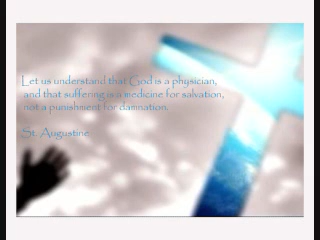 Let us understand that God is a physician,
and that suffering is a medicine for salvation,
not a punishment for damnation.
St. Augustine